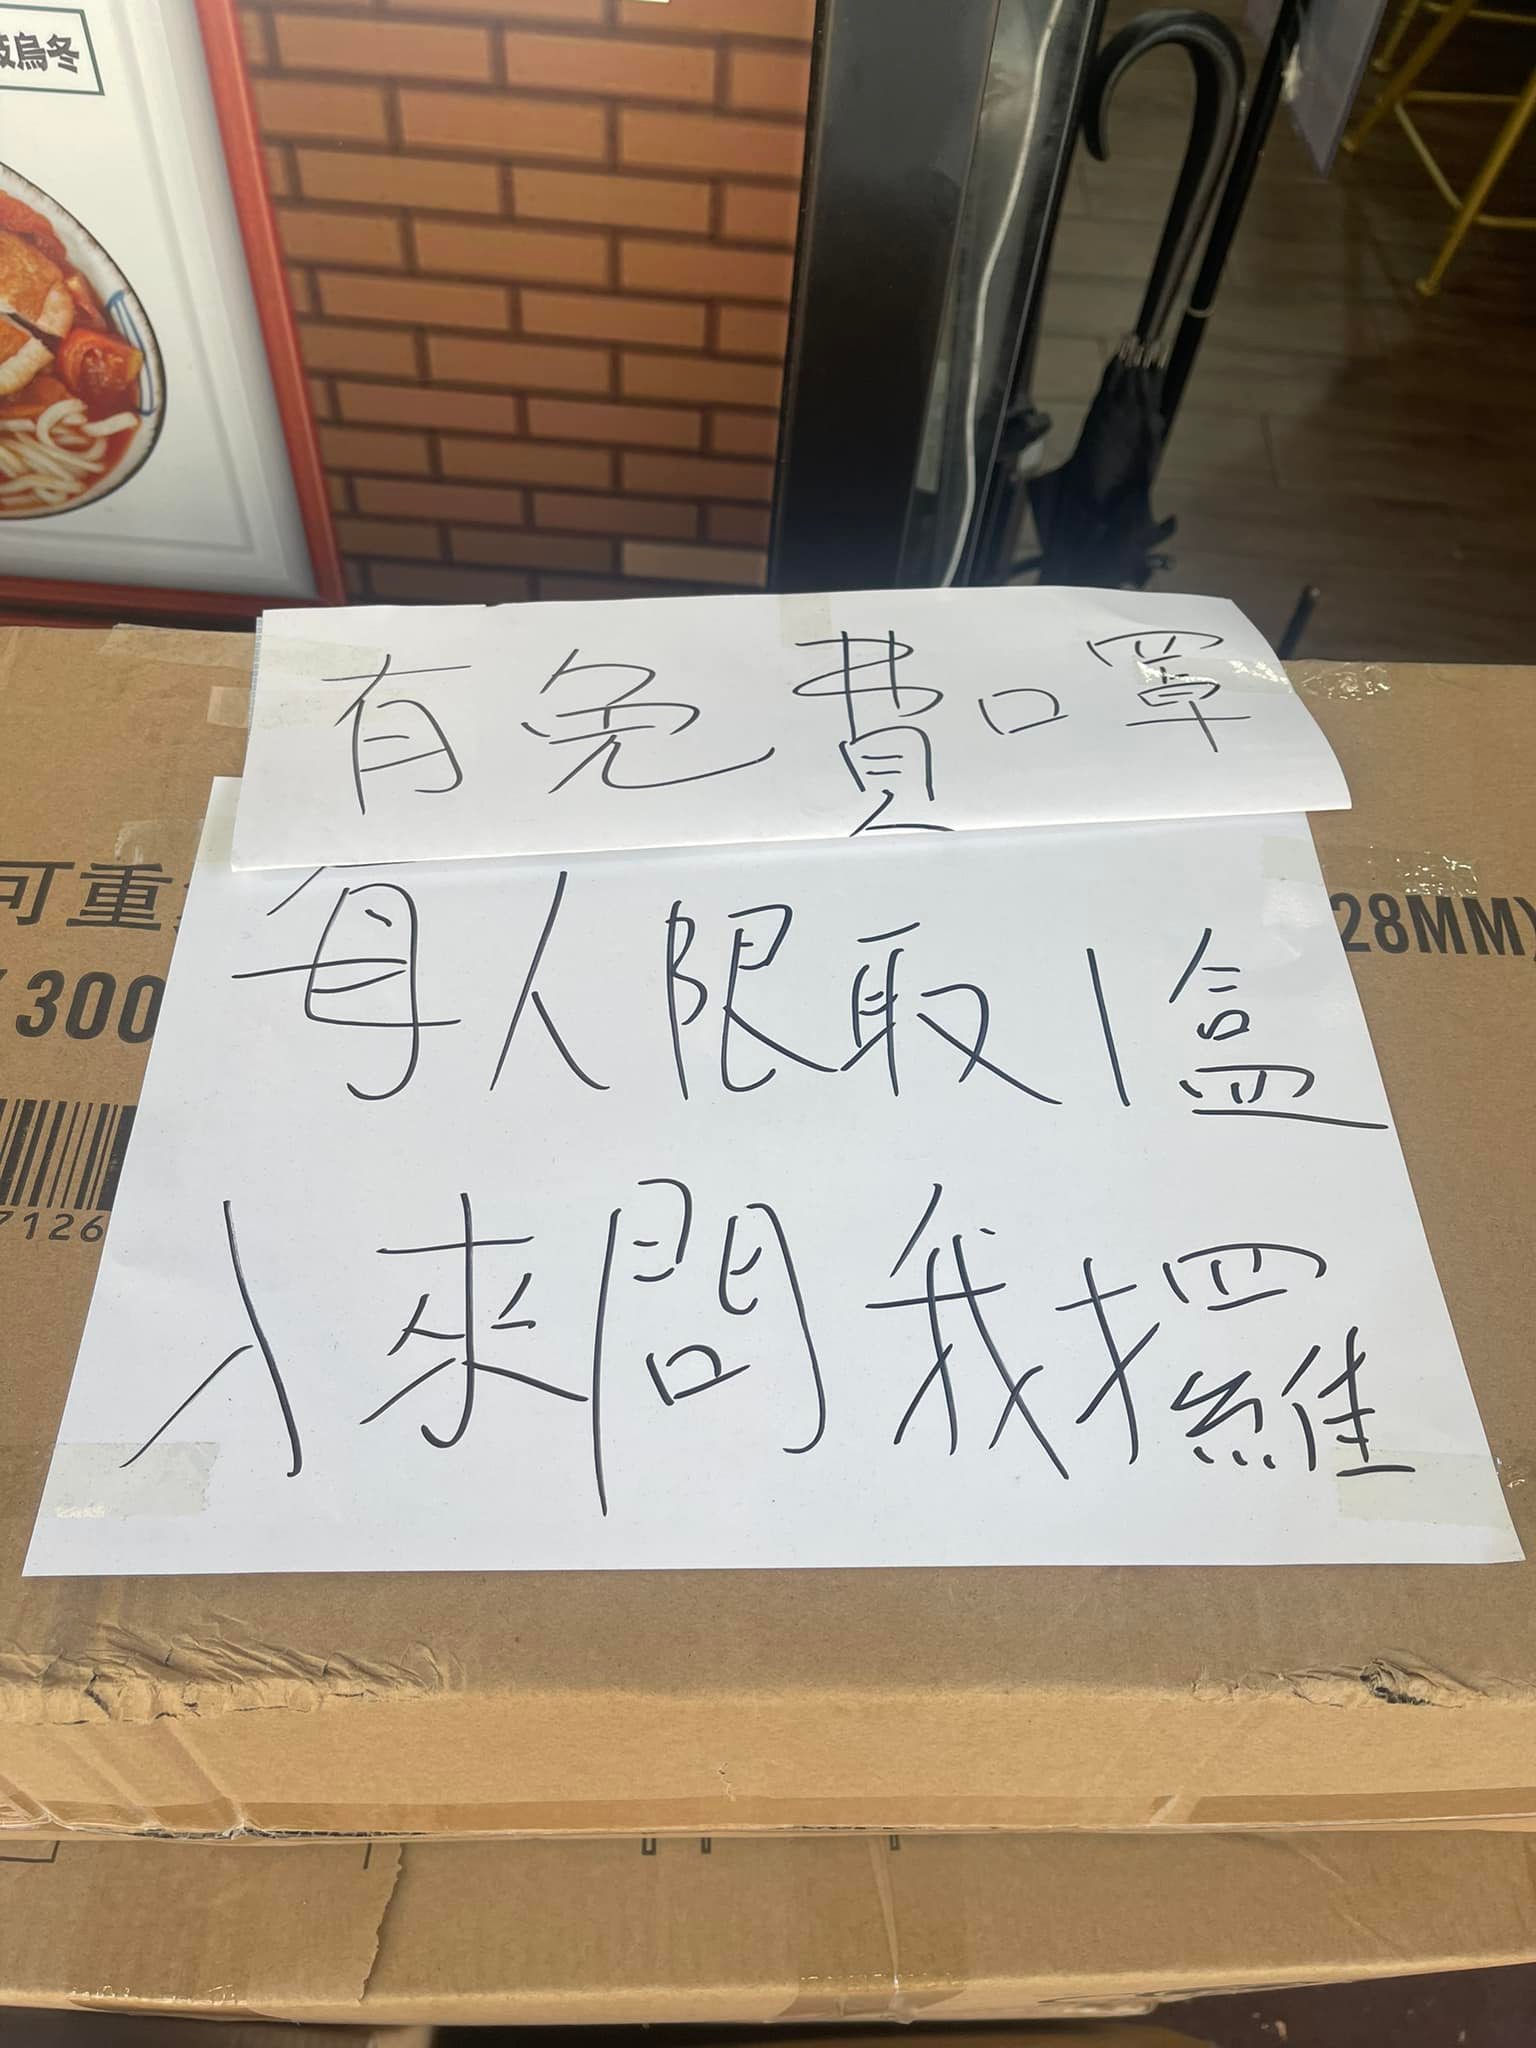 烏冬
有免費口罩
每人限取1盒
入來問我攞
可重
28MM)
300
7126